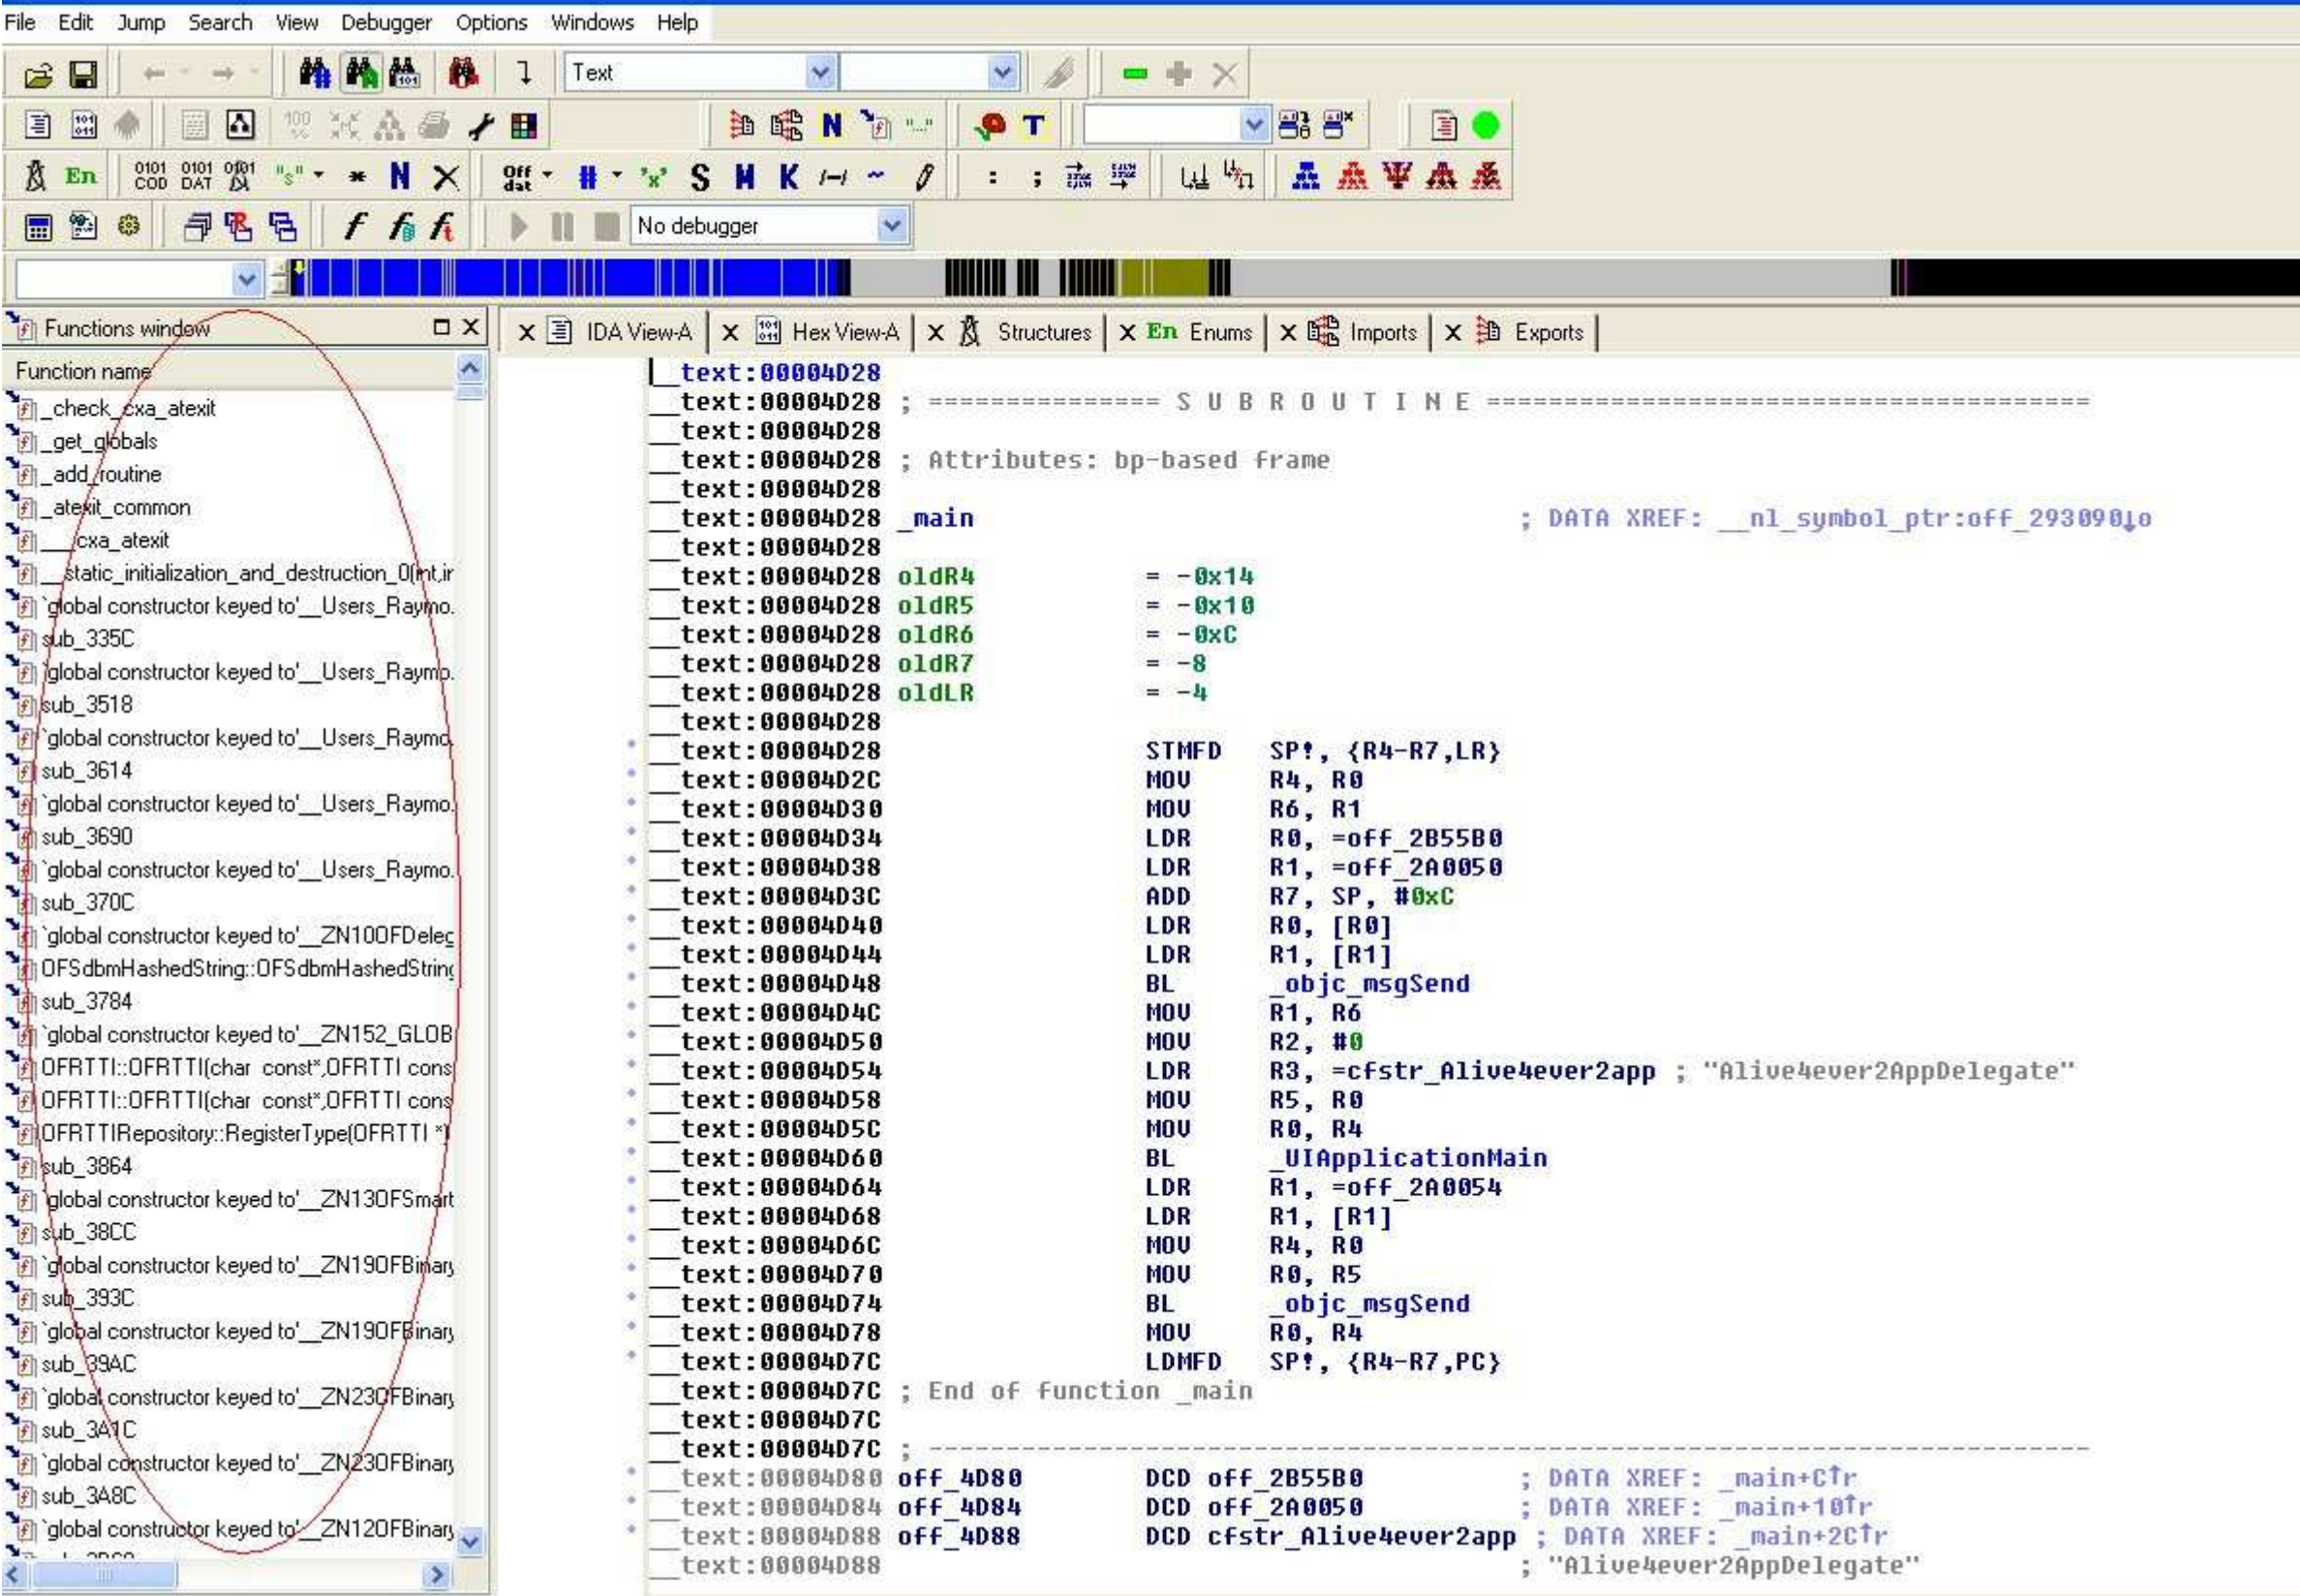 File Edit Jump Search View Debugger Options Windows Help
Text
En
No debugger
Functions window
IDA View-A Hex View-A Structures En Enums Imports Exports
Function name
_check_cxa_atexit
_get_globals
_add_routine
_atexit_common
___cxa_atexit
__static_initialization_and_destruction_0(int,ir
`global constructor keyed to'__Users_Raymo.
sub_335C
`global constructor keyed to'__Users_Raymo.
sub_3518
`global constructor keyed to'__Users_Raymo.
sub_3614
`global constructor keyed to'__Users_Raymo.
sub_3690
`global constructor keyed to'__Users_Raymo.
sub_370C
`global constructor keyed to'__ZN10OFDeleg
OFSdbmHashedString::OFSdbmHashedString
sub_3784
`global constructor keyed to'__ZN152_GLOB
OFRTTI::OFRTTI(char const*,OFRTTI cons
OFRTTI::OFRTTI(char const*,OFRTTI cons
OFRTTIRepository::RegisterType(OFRTTI *)
sub_3864
`global constructor keyed to'__ZN13OFSmart
sub_38CC
`global constructor keyed to'__ZN19OFBinary
sub_393C
`global constructor keyed to'__ZN19OFBinary
sub_39AC
`global constructor keyed to'__ZN23OFBinary
sub_3A1C
`global constructor keyed to'__ZN23OFBinary
sub_3A8C
`global constructor keyed to'__ZN12OFBinary
__text:00004D28
__text:00004D28 ; =============== S U B R O U T I N E =======================================
__text:00004D28
__text:00004D28 ; Attributes: bp-based frame
__text:00004D28
__text:00004D28 _main ; DATA XREF: __nl_symbol_ptr:off_293090↓o
__text:00004D28
__text:00004D28 oldR4 = -0x14
__text:00004D28 oldR5 = -0x10
__text:00004D28 oldR6 = -0xC
__text:00004D28 oldR7 = -8
__text:00004D28 oldLR = -4
__text:00004D28
__text:00004D28 STMFD SP!, {R4-R7,LR}
__text:00004D2C MOV R4, R0
__text:00004D30 MOV R6, R1
__text:00004D34 LDR R0, =off_2B55B0
__text:00004D38 LDR R1, =off_2A0050
__text:00004D3C ADD R7, SP, #0xC
__text:00004D40 LDR R0, [R0]
__text:00004D44 LDR R1, [R1]
__text:00004D48 BL _objc_msgSend
__text:00004D4C MOV R1, R6
__text:00004D50 MOV R2, #0
__text:00004D54 LDR R3, =cfstr_Alive4ever2app ; "Alive4ever2AppDelegate"
__text:00004D58 MOV R5, R0
__text:00004D5C MOV R0, R4
__text:00004D60 BL _UIApplicationMain
__text:00004D64 LDR R1, =off_2A0054
__text:00004D68 LDR R1, [R1]
__text:00004D6C MOV R4, R0
__text:00004D70 MOV R0, R5
__text:00004D74 BL _objc_msgSend
__text:00004D78 MOV R0, R4
__text:00004D7C LDMFD SP!, {R4-R7,PC}
__text:00004D7C ; End of function _main
__text:00004D7C
__text:00004D7C ; ---------------------------------------------------------------------------
__text:00004D80 off_4D80 DCD off_2B55B0 ; DATA XREF: _main+C↑r
__text:00004D84 off_4D84 DCD off_2A0050 ; DATA XREF: _main+10↑r
__text:00004D88 off_4D88 DCD cfstr_Alive4ever2app ; DATA XREF: _main+2C↑r
__text:00004D88 ; "Alive4ever2AppDelegate"